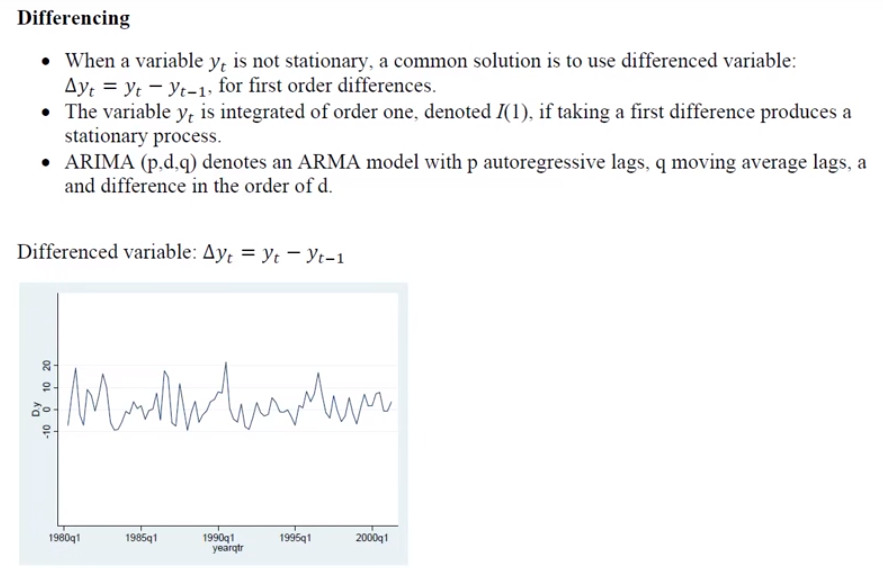 Differencing
• When a variable yₜ is not stationary, a common solution is to use differenced variable:
Δyₜ = yₜ − yₜ₋₁, for first order differences.
• The variable yₜ is integrated of order one, denoted I(1), if taking a first difference produces a
stationary process.
• ARIMA (p,d,q) denotes an ARMA model with p autoregressive lags, q moving average lags, a
and difference in the order of d.
Differenced variable: Δyₜ = yₜ − yₜ₋₁
20
10
0
-10
D.y
1980q1 1985q1 1990q1 1995q1 2000q1
yearqtr